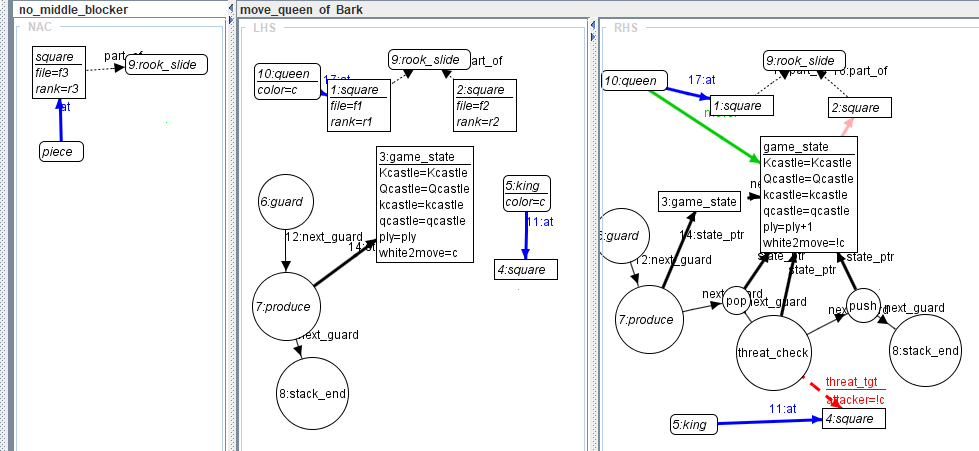 no_middle_blocker
move_queen of Bark
NAC
square
file=f3
rank=r3
9:rook_slide
at
piece
LHS
10:queen
color=c
17:at
9:rook_slide
1:square
file=f1
rank=r1
2:square
file=f2
rank=r2
3:game_state
Kcastle=Kcastle
Qcastle=Qcastle
kcastle=kcastle
qcastle=qcastle
ply=ply
white2move=c
5:king
color=c
11:at
4:square
6:guard
12:next_guard
7:produce
8:stack_end
RHS
10:queen
17:at
9:rook_slide
1:square
2:square
game_state
Kcastle=Kcastle
Qcastle=Qcastle
kcastle=kcastle
qcastle=qcastle
ply=ply+1
white2move=!c
3:game_state
14:state_ptr
12:next_guard
7:produce
pop
state_ptr
state_ptr
push
next_guard
threat_check
8:stack_end
threat_tgt
attacker=!c
11:at
5:king
4:square